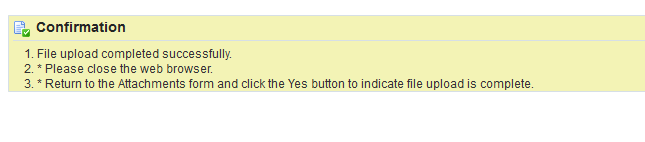 Confirmation
1. File upload completed successfully.
2. * Please close the web browser.
3. * Return to the Attachments form and click the Yes button to indicate file upload is complete.